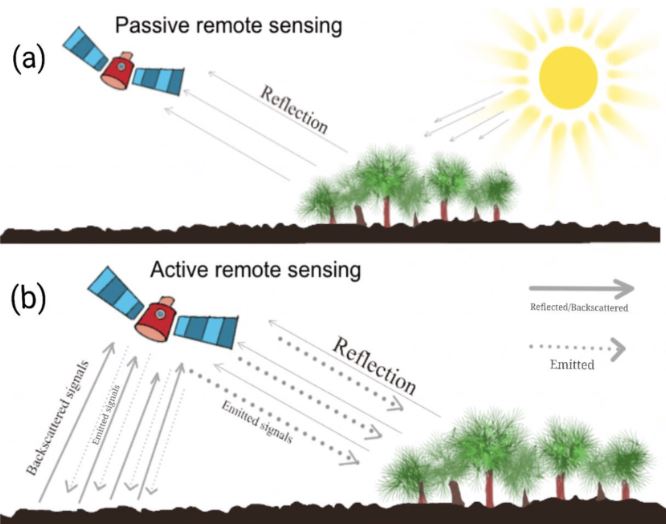 Passive remote sensing
(a)
Reflection
Active remote sensing
(b)
Reflected/Backscattered
Emitted
Reflection
Backscattered signals
Emitted signals
Emitted signals